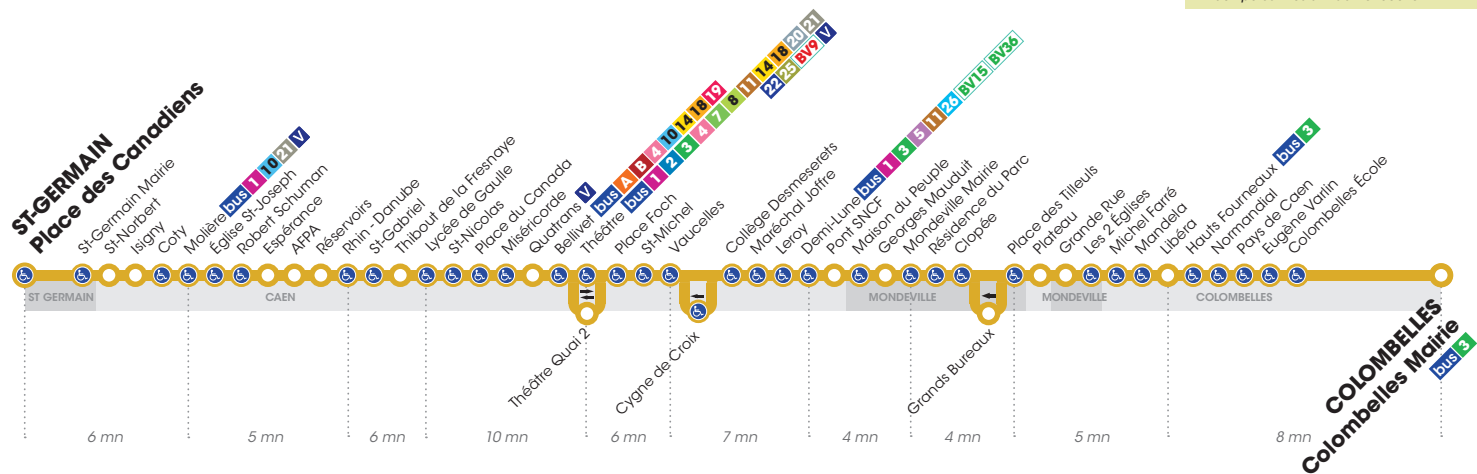 ST-GERMAIN
Place des Canadiens
St-Germain Mairie
St-Norbert
Isigny
Coty
Molière bus 1 10 21 V
Église St-Joseph
Robert Schuman
Espérance
AFPA
Réservoirs
Rhin - Danube
St-Gabriel
Thibout de la Fresnaye
Lycée de Gaulle
St-Nicolas
Place du Canada
Miséricorde
Quatrans V
Bellivet bus A B 4 10 14 18 19
Théâtre bus 1 2 3 4 7 8 11 14 18 20 21
22 25 BV9 V
Place Foch
St-Michel
Vaucelles
Collège Desmeserets
Maréchal Joffre
Leroy
Demi-Lune bus 1 3 5 11 26 BV15 BV36
Pont SNCF
Maison du Peuple
Georges Mauduit
Mondeville Mairie
Résidence du Parc
Clopée
Place des Tilleuls
Plateau
Grande Rue
Les 2 Églises
Michel Farré
Mandela
Libéra
Hauts Fourneaux bus 3
Normandial
Pays de Caen
Eugène Varlin
Colombelles École
ST GERMAIN
CAEN
MONDEVILLE
MONDEVILLE
COLOMBELLES
Théâtre Quai 2
Cygne de Croix
Grands Bureaux
COLOMBELLES
Colombelles Mairie
bus 3
6 mn
5 mn
6 mn
10 mn
6 mn
7 mn
4 mn
4 mn
5 mn
8 mn